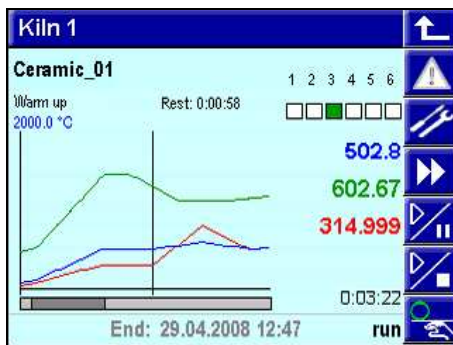 Kiln 1
Ceramic_01
1 2 3 4 5 6
Warm up
Rest: 0:00:58
2000.0 °C
502.8
602.67
314.999
0:03:22
End: 29.04.2008 12:47
run